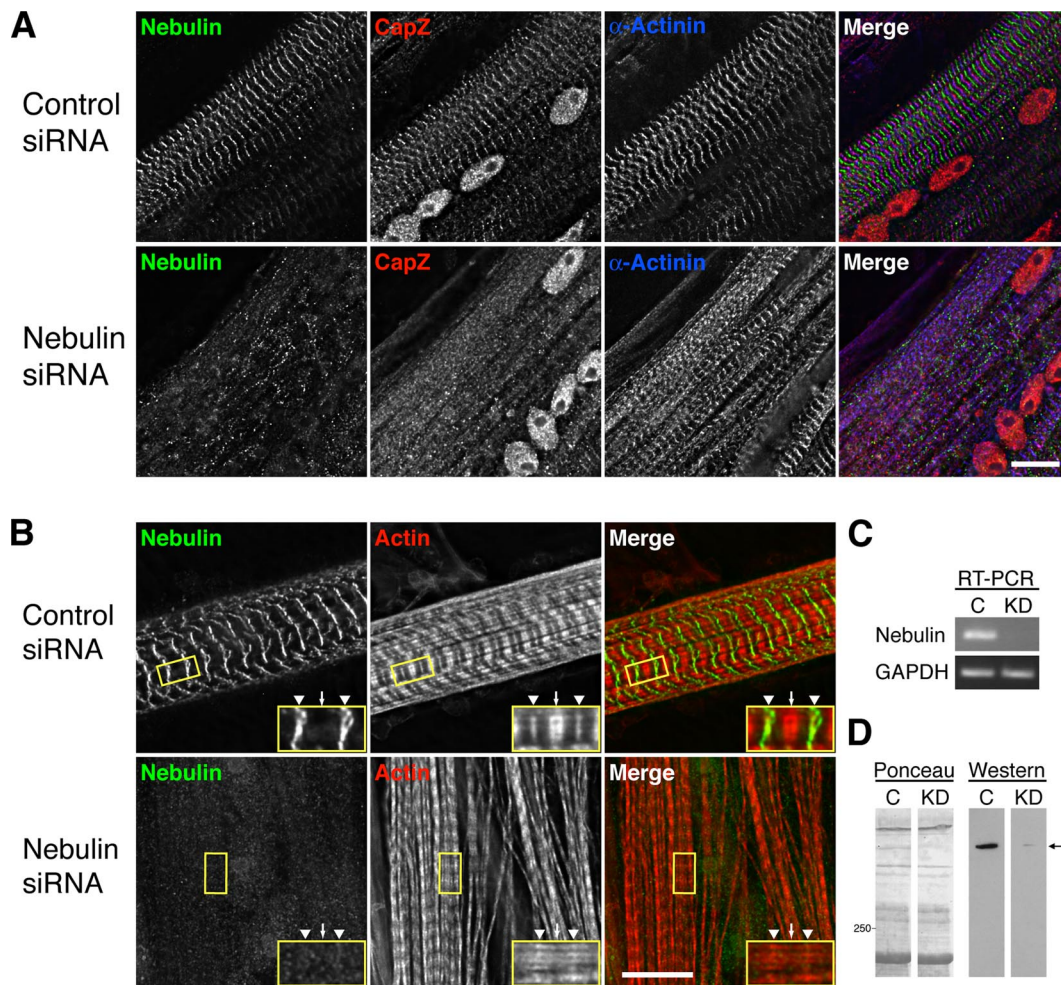 A
Control
siRNA
Nebulin
CapZ
α-Actinin
Merge
Nebulin
siRNA
Nebulin
CapZ
α-Actinin
Merge
B
Control
siRNA
Nebulin
Actin
Merge
Nebulin
siRNA
Nebulin
Actin
Merge
C
RT-PCR
C KD
Nebulin
GAPDH
D
Ponceau Western
C KD C KD
250